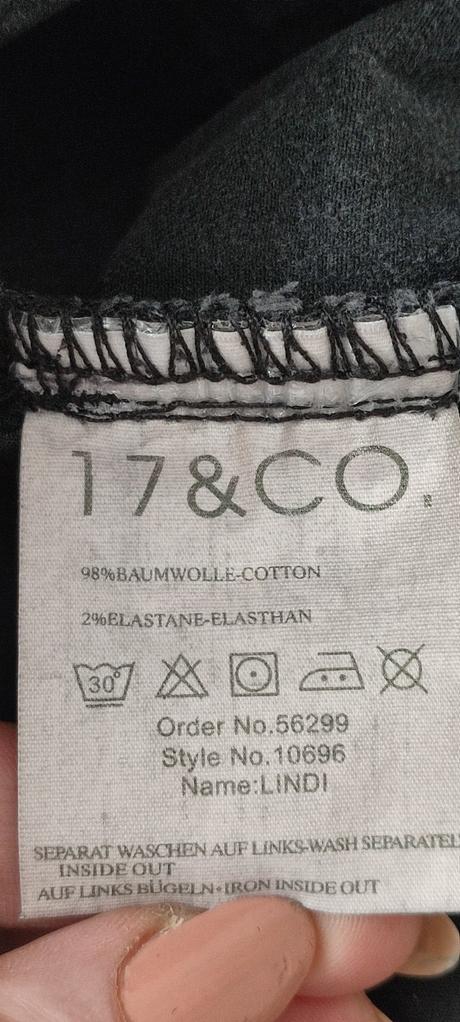 17&CO.
98%BAUMWOLLE-COTTON
2%ELASTANE-ELASTHAN
30°
Order No.56299
Style No.10696
Name:LINDI
SEPARAT WASCHEN AUF LINKS-WASH SEPARATEL
INSIDE OUT
AUF LINKS BÜGELN•IRON INSIDE OUT